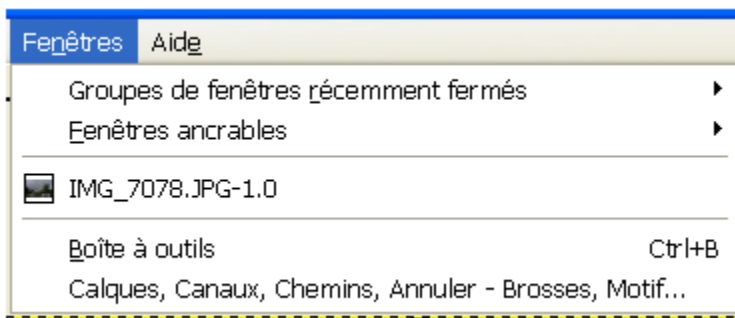 Fenêtres Aide
Groupes de fenêtres récemment fermés
Fenêtres ancrables
IMG_7078.JPG-1.0
Boîte à outils Ctrl+B
Calques, Canaux, Chemins, Annuler - Brosses, Motif...